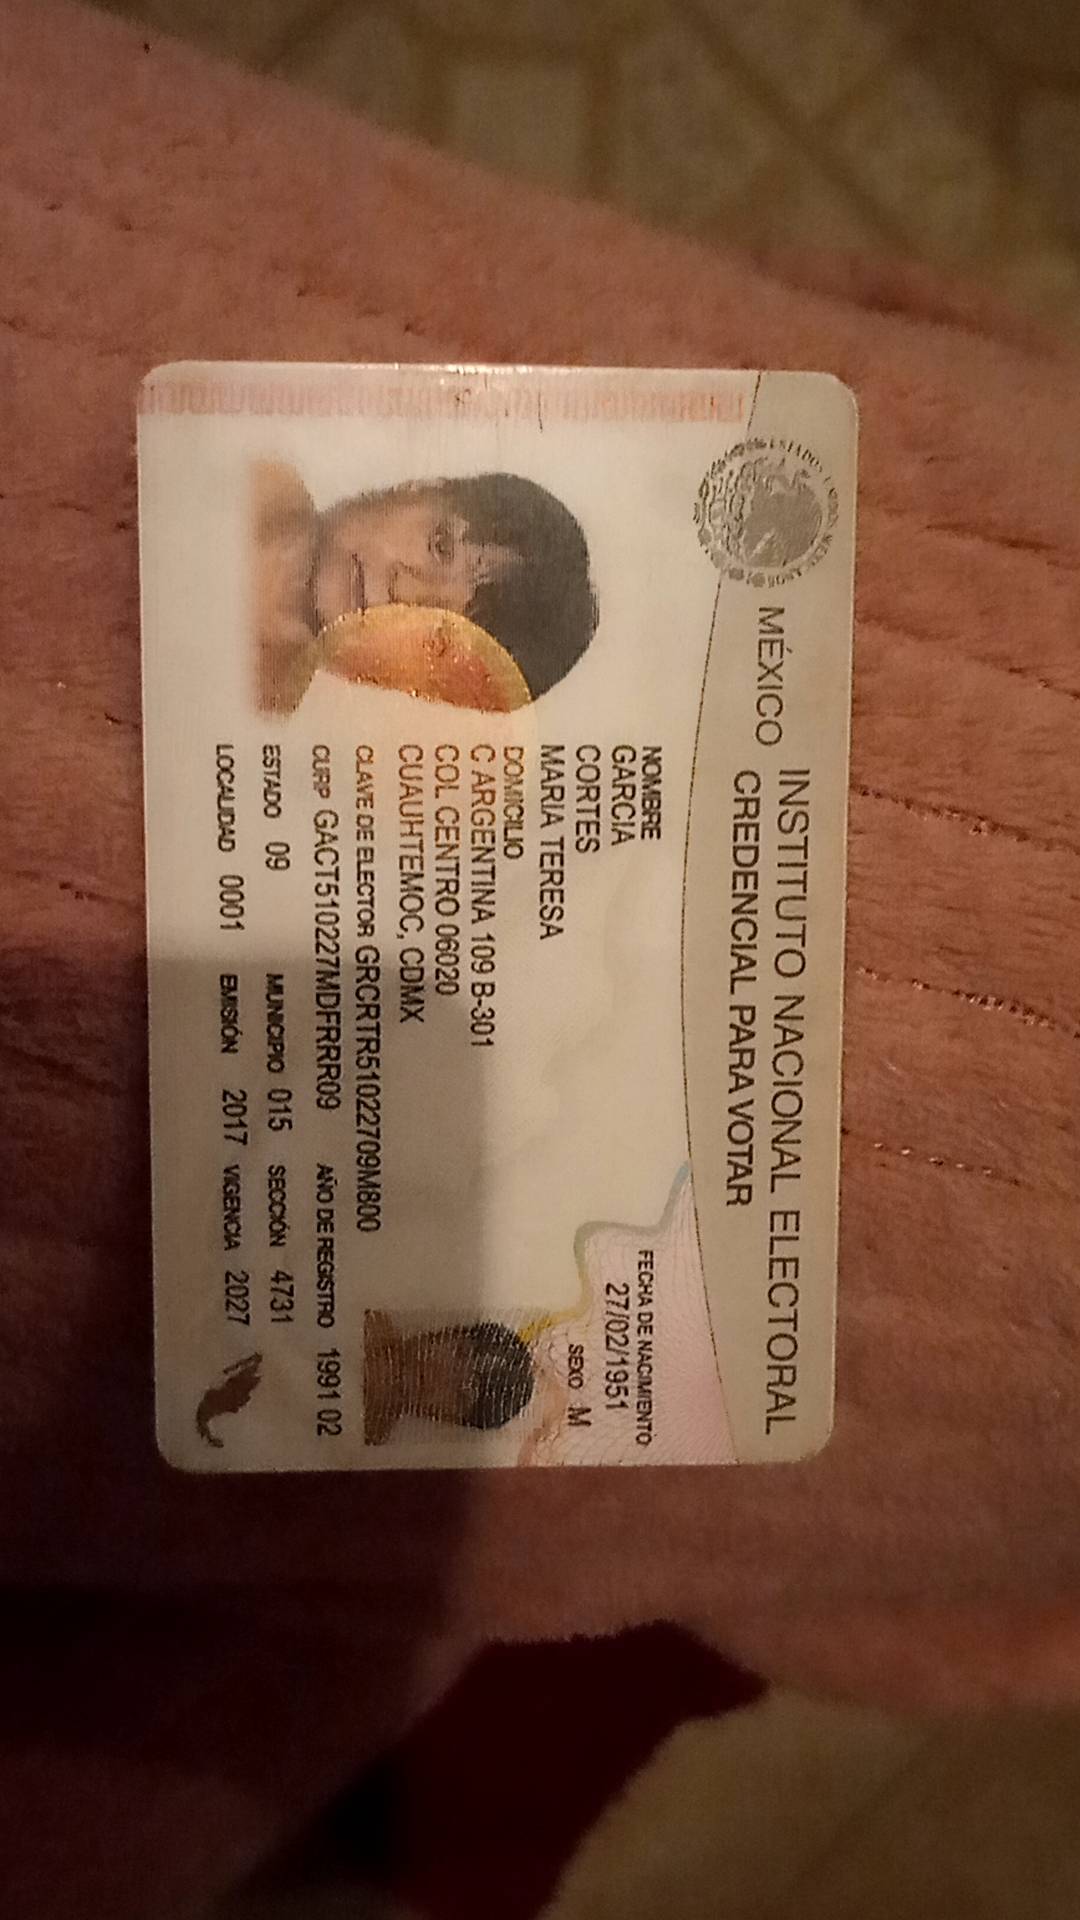 MÉXICO
INSTITUTO NACIONAL ELECTORAL
CREDENCIAL PARA VOTAR
NOMBRE
GARCIA
CORTES
MARIA TERESA
FECHA DE NACIMIENTO
27/02/1951
SEXO M
DOMICILIO
C ARGENTINA 109 B-301
COL CENTRO 06020
CUAUHTEMOC, CDMX
CLAVE DE ELECTOR GRCRTR51022709M800
CURP GACT510227MDFRRR09 AÑO DE REGISTRO 1991 02
ESTADO 09 MUNICIPIO 015 SECCIÓN 4731
LOCALIDAD 0001 EMISIÓN 2017 VIGENCIA 2027